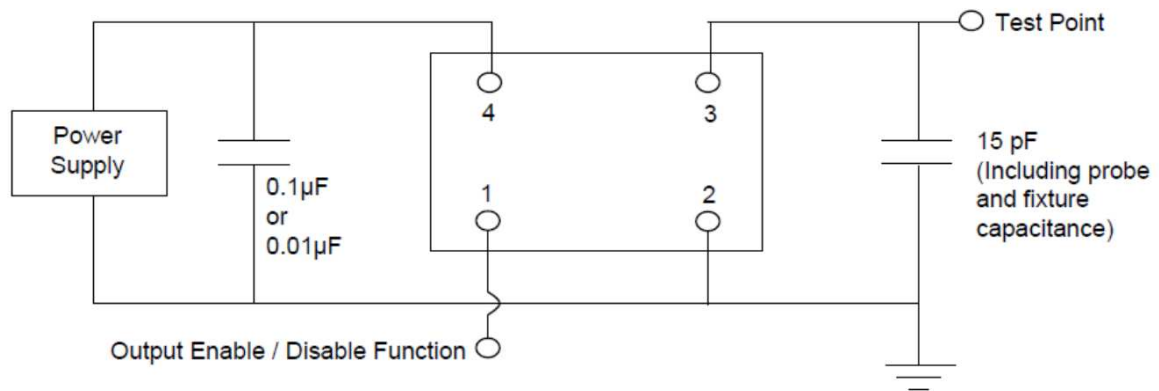 Test Point
4
3
Power
Supply
15 pF
(Including probe
and fixture
capacitance)
0.1µF
or
0.01µF
1
2
Output Enable / Disable Function